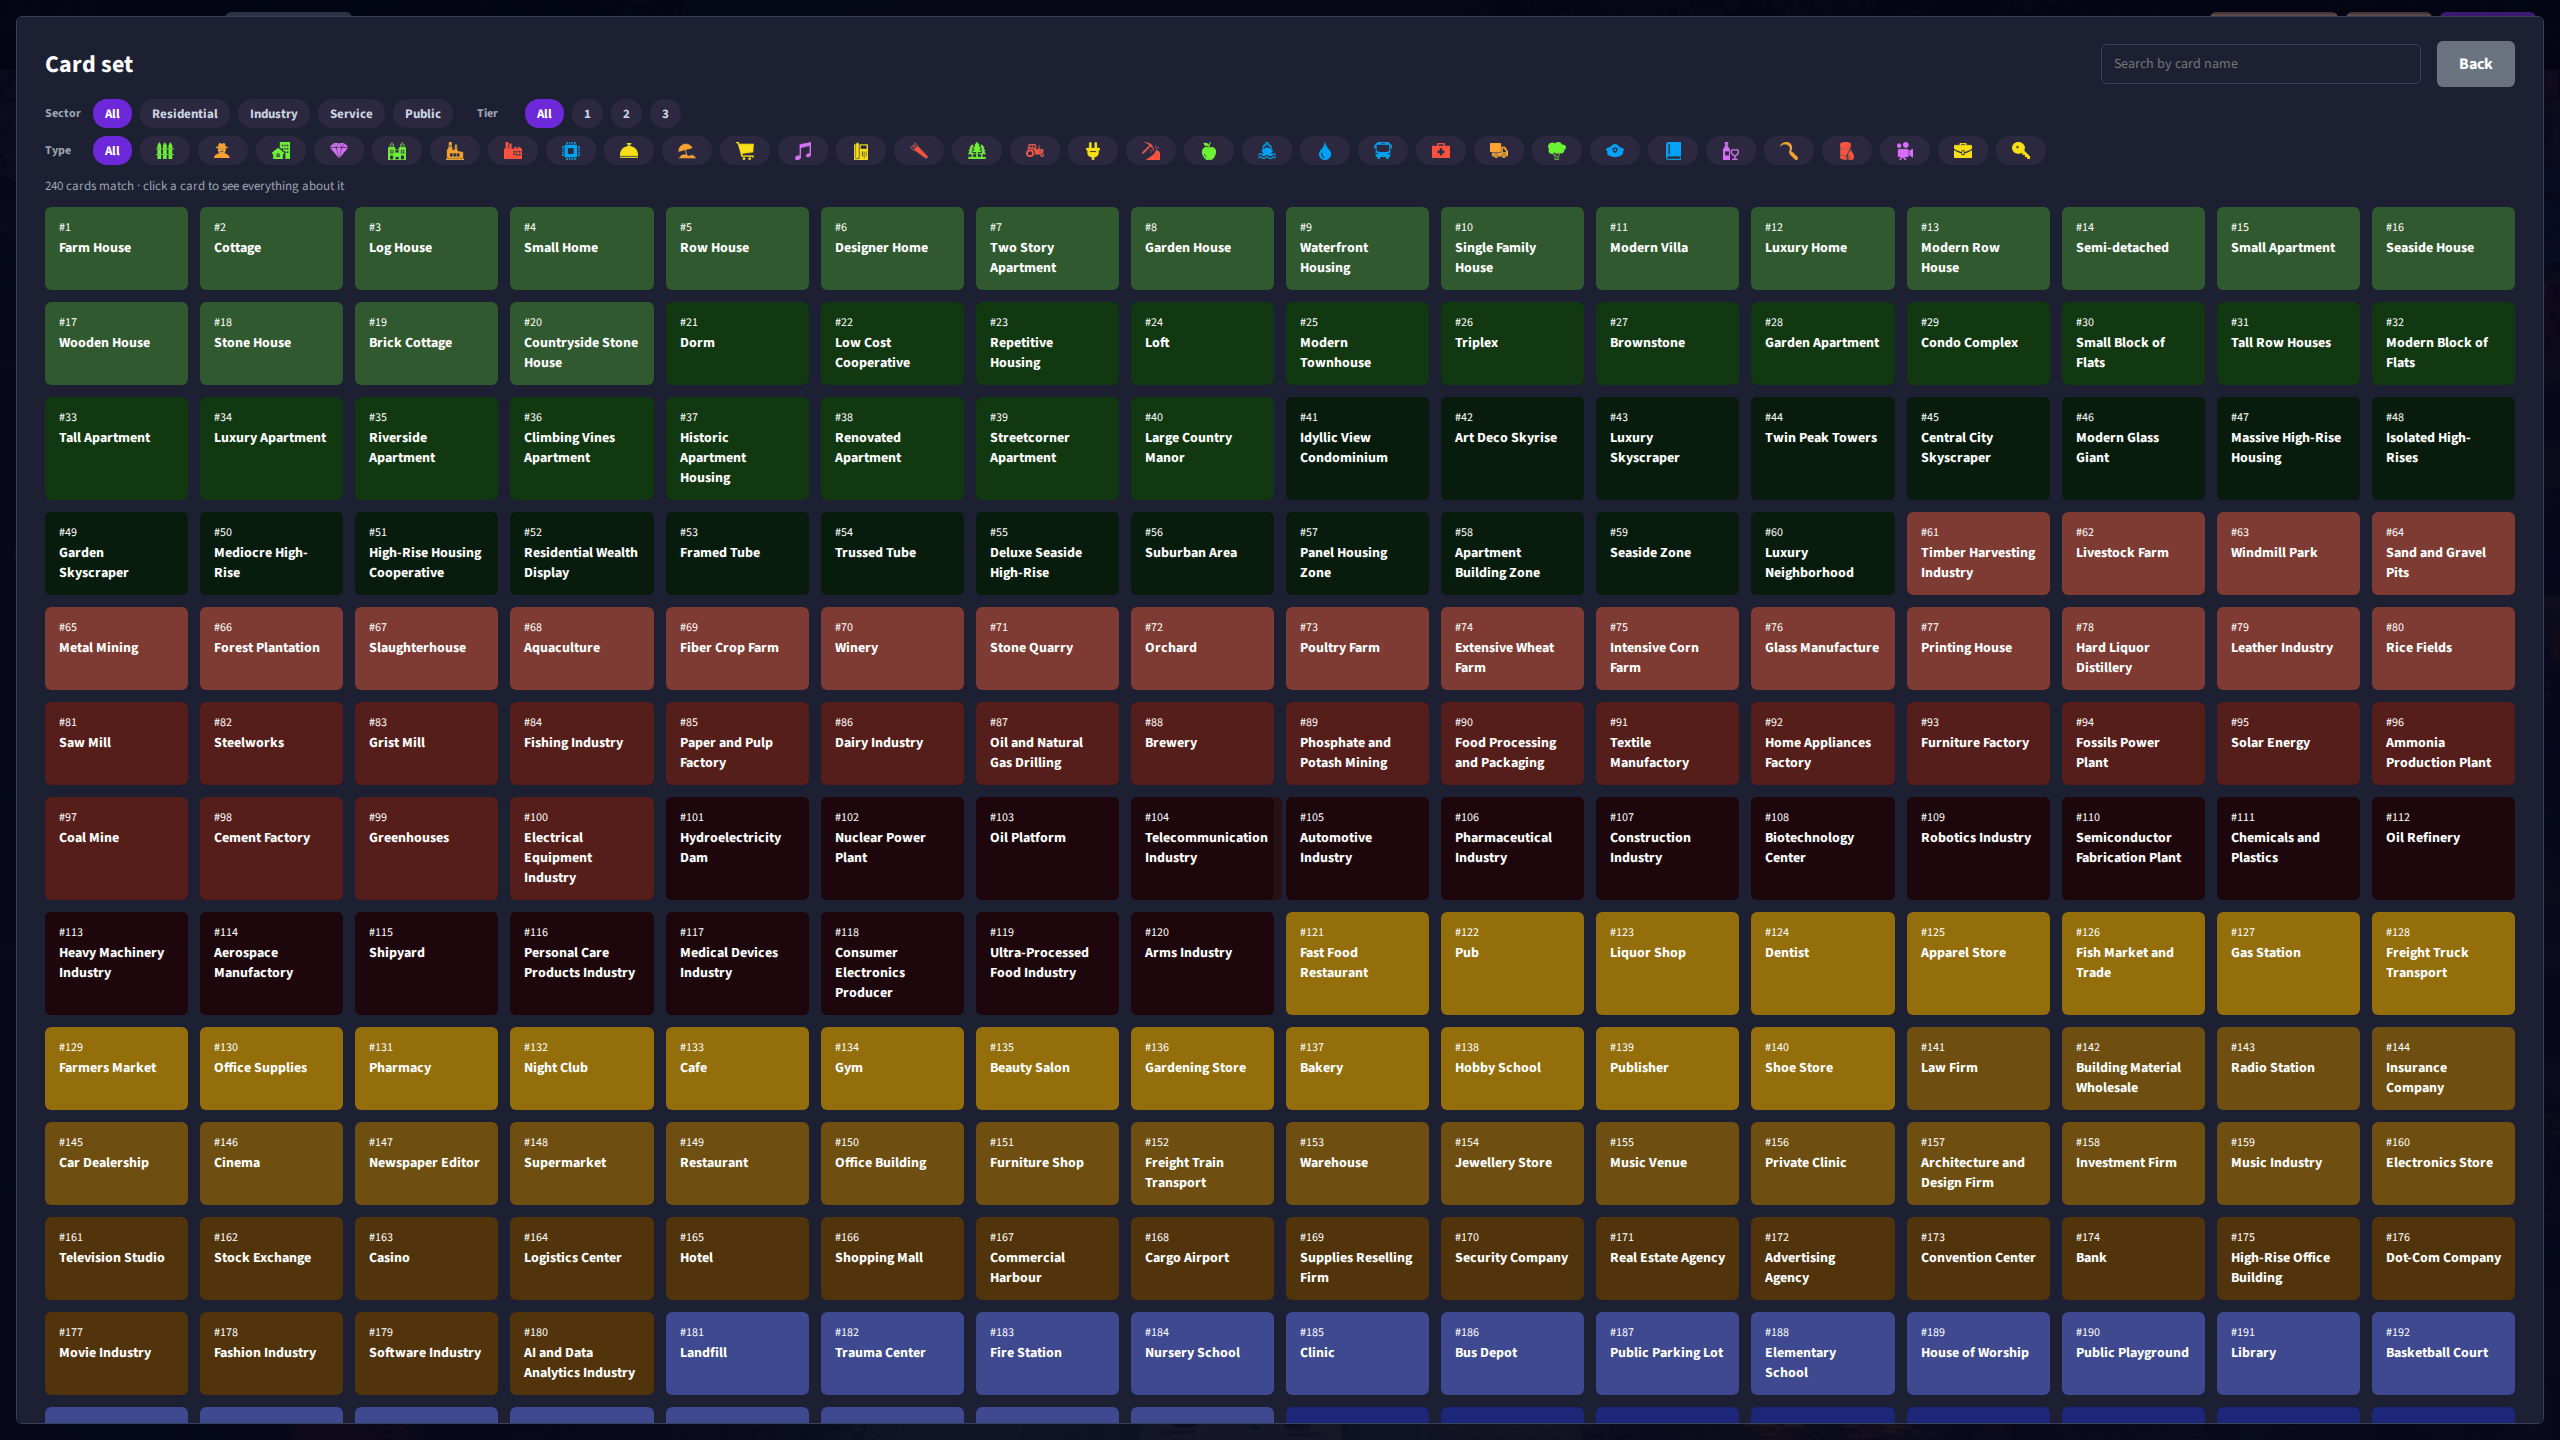 Card set
Search by card name
Back
Sector All Residential Industry Service Public Tier All 1 2 3
Type All
240 cards match · click a card to see everything about it
#1 #2 #3 #4 #5 #6 #7 #8 #9 #10 #11 #12 #13 #14 #15 #16
Farm House Cottage Log House Small Home Row House Designer Home Two Story Garden House Waterfront Single Family Modern Villa Luxury Home Modern Row Semi-detached Small Apartment Seaside House
Apartment Housing House House
#17 #18 #19 #20 #21 #22 #23 #24 #25 #26 #27 #28 #29 #30 #31 #32
Wooden House Stone House Brick Cottage Countryside Stone Dorm Low Cost Repetitive Loft Modern Triplex Brownstone Garden Apartment Condo Complex Small Block of Tall Row Houses Modern Block of
House Cooperative Housing Townhouse Flats Flats
#33 #34 #35 #36 #37 #38 #39 #40 #41 #42 #43 #44 #45 #46 #47 #48
Tall Apartment Luxury Apartment Riverside Climbing Vines Historic Renovated Streetcorner Large Country Idyllic View Art Deco Skyrise Luxury Twin Peak Towers Central City Modern Glass Massive High-Rise Isolated High-
Apartment Apartment Apartment Apartment Apartment Manor Condominium Skyscraper Skyscraper Giant Housing Rises
Housing
#49 #50 #51 #52 #53 #54 #55 #56 #57 #58 #59 #60 #61 #62 #63 #64
Garden Mediocre High- High-Rise Housing Residential Wealth Framed Tube Trussed Tube Deluxe Seaside Suburban Area Panel Housing Apartment Seaside Zone Luxury Timber Harvesting Livestock Farm Windmill Park Sand and Gravel
Skyscraper Rise Cooperative Display High-Rise Zone Building Zone Neighborhood Industry Pits
#65 #66 #67 #68 #69 #70 #71 #72 #73 #74 #75 #76 #77 #78 #79 #80
Metal Mining Forest Plantation Slaughterhouse Aquaculture Fiber Crop Farm Winery Stone Quarry Orchard Poultry Farm Extensive Wheat Intensive Corn Glass Manufacture Printing House Hard Liquor Leather Industry Rice Fields
Farm Farm Distillery
#81 #82 #83 #84 #85 #86 #87 #88 #89 #90 #91 #92 #93 #94 #95 #96
Saw Mill Steelworks Grist Mill Fishing Industry Paper and Pulp Dairy Industry Oil and Natural Brewery Phosphate and Food Processing Textile Home Appliances Furniture Factory Fossils Power Solar Energy Ammonia
Factory Gas Drilling Potash Mining and Packaging Manufactory Factory Plant Production Plant
#97 #98 #99 #100 #101 #102 #103 #104 #105 #106 #107 #108 #109 #110 #111 #112
Coal Mine Cement Factory Greenhouses Electrical Hydroelectricity Nuclear Power Oil Platform Telecommunication Automotive Pharmaceutical Construction Biotechnology Robotics Industry Semiconductor Chemicals and Oil Refinery
Equipment Dam Plant Industry Industry Industry Industry Center Fabrication Plant Plastics
Industry
#113 #114 #115 #116 #117 #118 #119 #120 #121 #122 #123 #124 #125 #126 #127 #128
Heavy Machinery Aerospace Shipyard Personal Care Medical Devices Consumer Ultra-Processed Arms Industry Fast Food Pub Liquor Shop Dentist Apparel Store Fish Market and Gas Station Freight Truck
Industry Manufactory Products Industry Industry Electronics Food Industry Restaurant Trade Transport
Producer
#129 #130 #131 #132 #133 #134 #135 #136 #137 #138 #139 #140 #141 #142 #143 #144
Farmers Market Office Supplies Pharmacy Night Club Cafe Gym Beauty Salon Gardening Store Bakery Hobby School Publisher Shoe Store Law Firm Building Material Radio Station Insurance
Wholesale Company
#145 #146 #147 #148 #149 #150 #151 #152 #153 #154 #155 #156 #157 #158 #159 #160
Car Dealership Cinema Newspaper Editor Supermarket Restaurant Office Building Furniture Shop Freight Train Warehouse Jewellery Store Music Venue Private Clinic Architecture and Investment Firm Music Industry Electronics Store
Transport Design Firm
#161 #162 #163 #164 #165 #166 #167 #168 #169 #170 #171 #172 #173 #174 #175 #176
Television Studio Stock Exchange Casino Logistics Center Hotel Shopping Mall Commercial Cargo Airport Supplies Reselling Security Company Real Estate Agency Advertising Convention Center Bank High-Rise Office Dot-Com Company
Harbour Firm Agency Building
#177 #178 #179 #180 #181 #182 #183 #184 #185 #186 #187 #188 #189 #190 #191 #192
Movie Industry Fashion Industry Software Industry AI and Data Landfill Trauma Center Fire Station Nursery School Clinic Bus Depot Public Parking Lot Elementary House of Worship Public Playground Library Basketball Court
Analytics Industry School